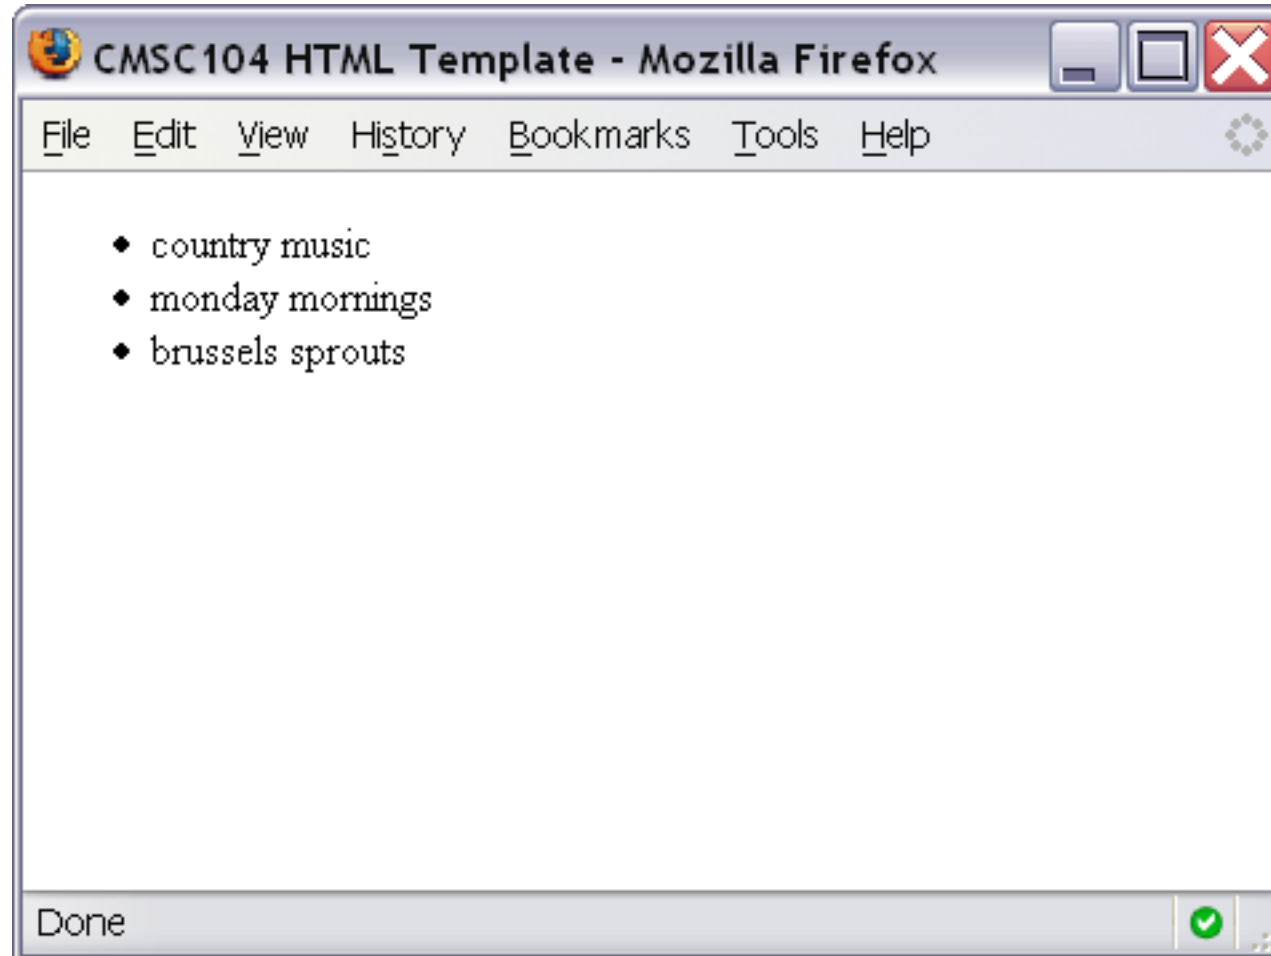 CMSC104 HTML Template - Mozilla Firefox
File Edit View History Bookmarks Tools Help
• country music
• monday mornings
• brussels sprouts
Done